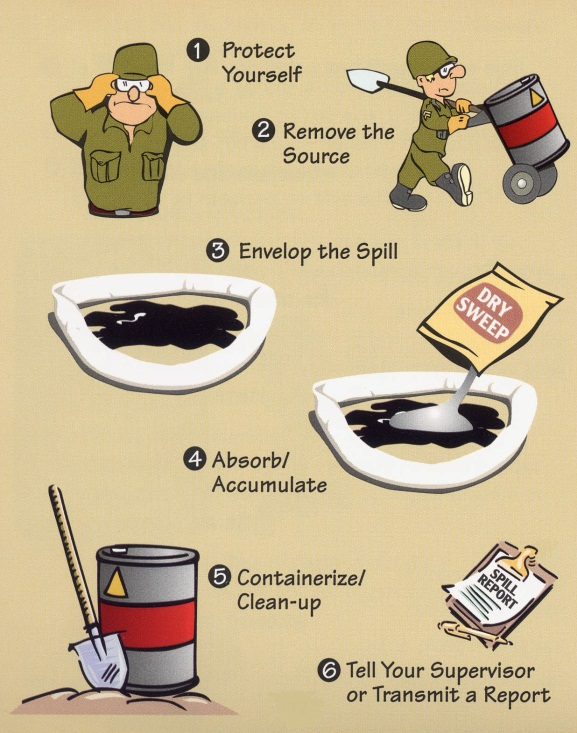 1 Protect
Yourself
2 Remove the
Source
3 Envelop the Spill
DRY
SWEEP
4 Absorb/
Accumulate
5 Containerize/
Clean-up
SPILL
REPORT
6 Tell Your Supervisor
or Transmit a Report